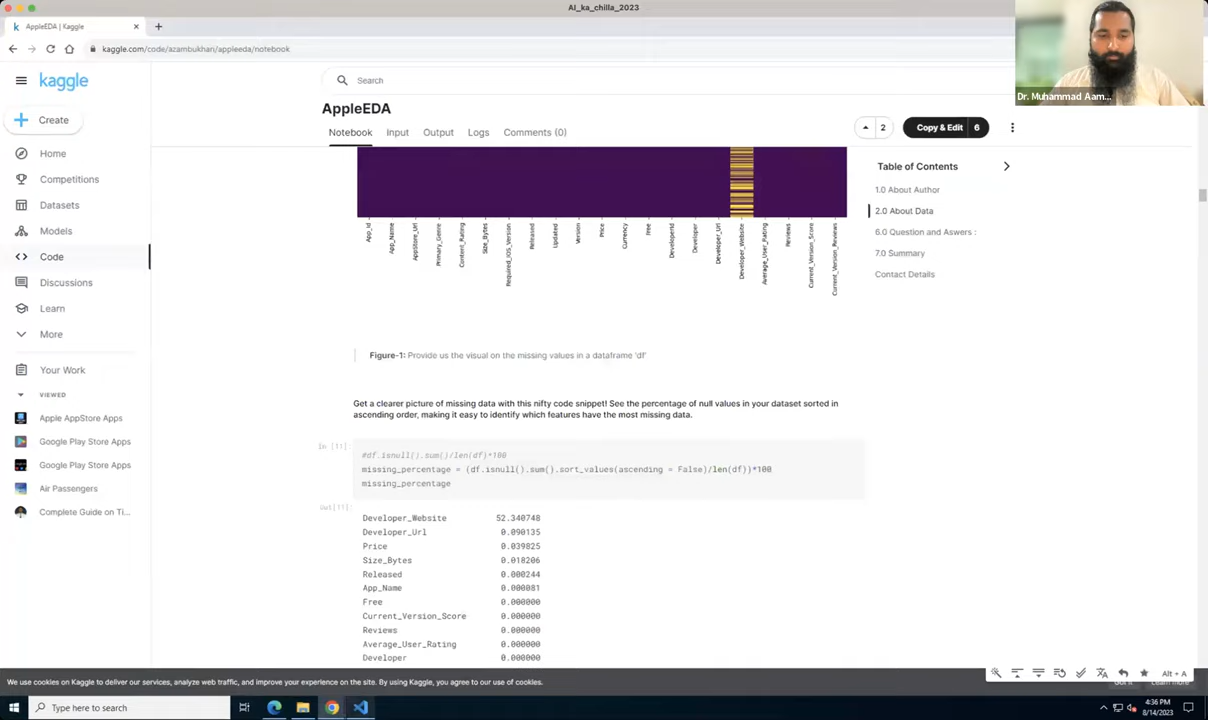 AI_ka_chilla_2023
AppleEDA | Kaggle
kaggle.com/code/azambukhari/appleeda/notebook
Dr. Muhammad Aam...
kaggle
Search
Create
AppleEDA
Notebook
Input
Output
Logs
Comments (0)
2
Copy & Edit
6
Home
Competitions
Datasets
Models
Code
Discussions
Learn
More
Your Work
VIEWED
Apple AppStore Apps
Google Play Store Apps
Google Play Store Apps
Air Passengers
Complete Guide on Ti...
Table of Contents
1.0 About Author
2.0 About Data
6.0 Question and Answers :
7.0 Summary
Contact Details
App_Id
App_Name
AppStore_Url
Primary_Genre
Content_Rating
Size_Bytes
Required_IOS_Version
Released
Updated
Version
Price
Currency
Free
DeveloperId
Developer
Developer_Url
Developer_Website
Average_User_Rating
Reviews
Current_Version_Score
Current_Version_Reviews
Figure-1: Provide us the visual on the missing values in a dataframe 'df'
Get a clearer picture of missing data with this nifty code snippet! See the percentage of null values in your dataset sorted in
ascending order, making it easy to identify which features have the most missing data.
In [11]:
#df.isnull().sum()/len(df)*100
missing_percentage = (df.isnull().sum().sort_values(ascending = False)/len(df))*100
missing_percentage
Out[11]:
Developer_Website 52.340748
Developer_Url 0.090135
Price 0.039825
Size_Bytes 0.018206
Released 0.000244
App_Name 0.000081
Free 0.000000
Current_Version_Score 0.000000
Reviews 0.000000
Average_User_Rating 0.000000
Developer 0.000000
We use cookies on Kaggle to deliver our services, analyze web traffic, and improve your experience on the site. By using Kaggle, you agree to our use of cookies.
Got it
Learn more
Alt + A
Type here to search
4:36 PM
8/14/2023